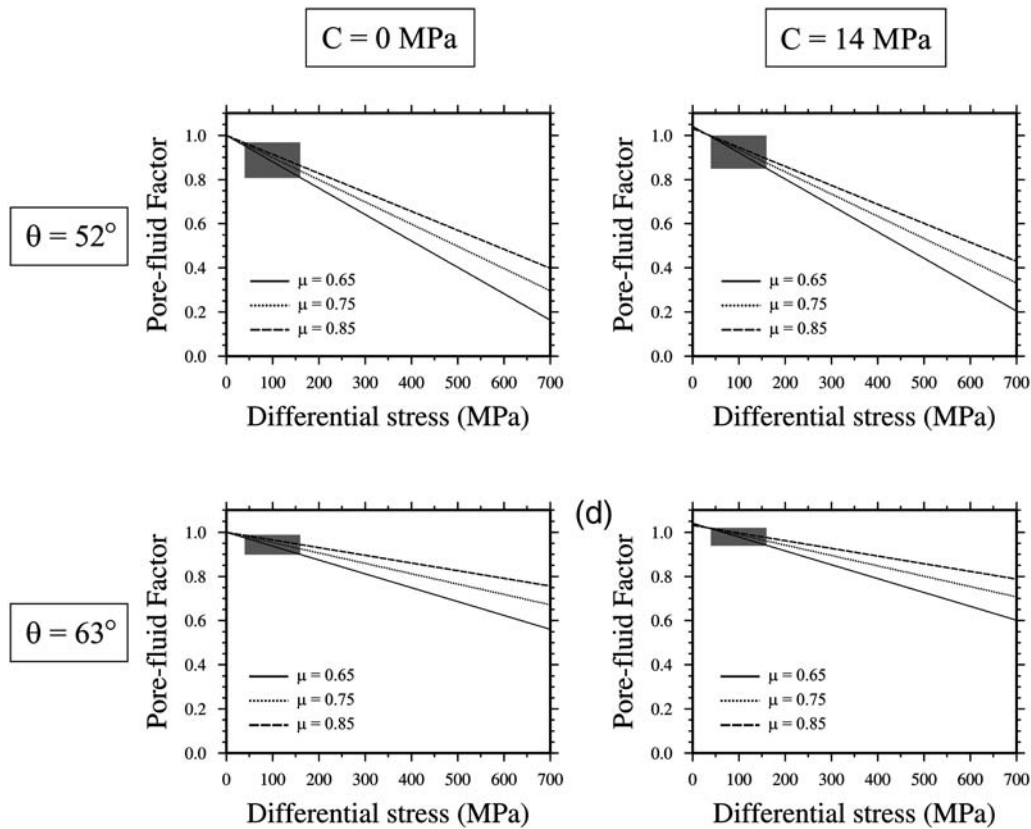 C = 0 MPa
C = 14 MPa
θ = 52°
Pore-fluid Factor
1.0
0.8
0.6
0.4
0.2
0.0
μ = 0.65
μ = 0.75
μ = 0.85
0 100 200 300 400 500 600 700
Differential stress (MPa)
Pore-fluid Factor
1.0
0.8
0.6
0.4
0.2
0.0
μ = 0.65
μ = 0.75
μ = 0.85
0 100 200 300 400 500 600 700
Differential stress (MPa)
θ = 63°
Pore-fluid Factor
1.0
0.8
0.6
0.4
0.2
0.0
μ = 0.65
μ = 0.75
μ = 0.85
0 100 200 300 400 500 600 700
Differential stress (MPa)
(d)
Pore-fluid Factor
1.0
0.8
0.6
0.4
0.2
0.0
μ = 0.65
μ = 0.75
μ = 0.85
0 100 200 300 400 500 600 700
Differential stress (MPa)